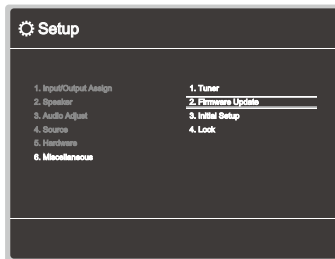 Setup
1. Input/Output Assign
2. Speaker
3. Audio Adjust
4. Source
5. Hardware
6. Miscellaneous
1. Tuner
2. Firmware Update
3. Initial Setup
4. Lock